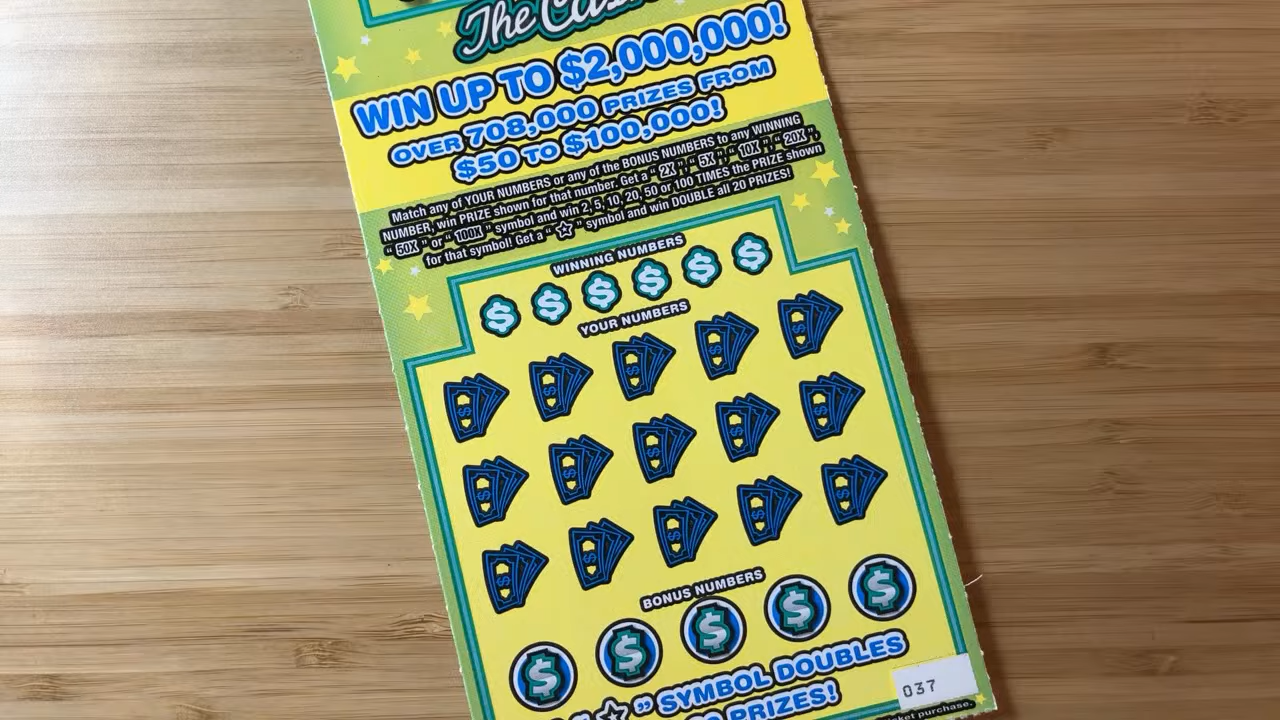 The
WIN UP TO $2,000,000!
OVER 708,000 PRIZES FROM
$50 TO $100,000!
Match any of YOUR NUMBERS or any of the BONUS NUMBERS to any WINNING
NUMBER, win PRIZE shown for that number. Get a "2X", "5X", "10X", "20X",
"50X" or "100X" symbol and win 2, 5, 10, 20, 50 or 100 TIMES the PRIZE shown
for that symbol! Get a "☆" symbol and win DOUBLE all 20 PRIZES!
WINNING NUMBERS
$ $ $ $ $ $
YOUR NUMBERS
$ $ $ $ $
$ $ $ $ $
$ $ $ $ $
BONUS NUMBERS
$ $ $ $ $
"☆" SYMBOL DOUBLES
PRIZES!
037
purchase.